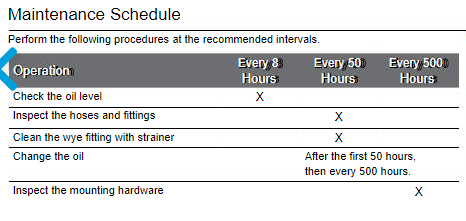 Maintenance Schedule
Perform the following procedures at the recommended intervals.
Operation Every 8 Hours Every 50 Hours Every 500 Hours
Check the oil level X
Inspect the hoses and fittings X
Clean the wye fitting with strainer X
Change the oil After the first 50 hours,
then every 500 hours.
Inspect the mounting hardware X